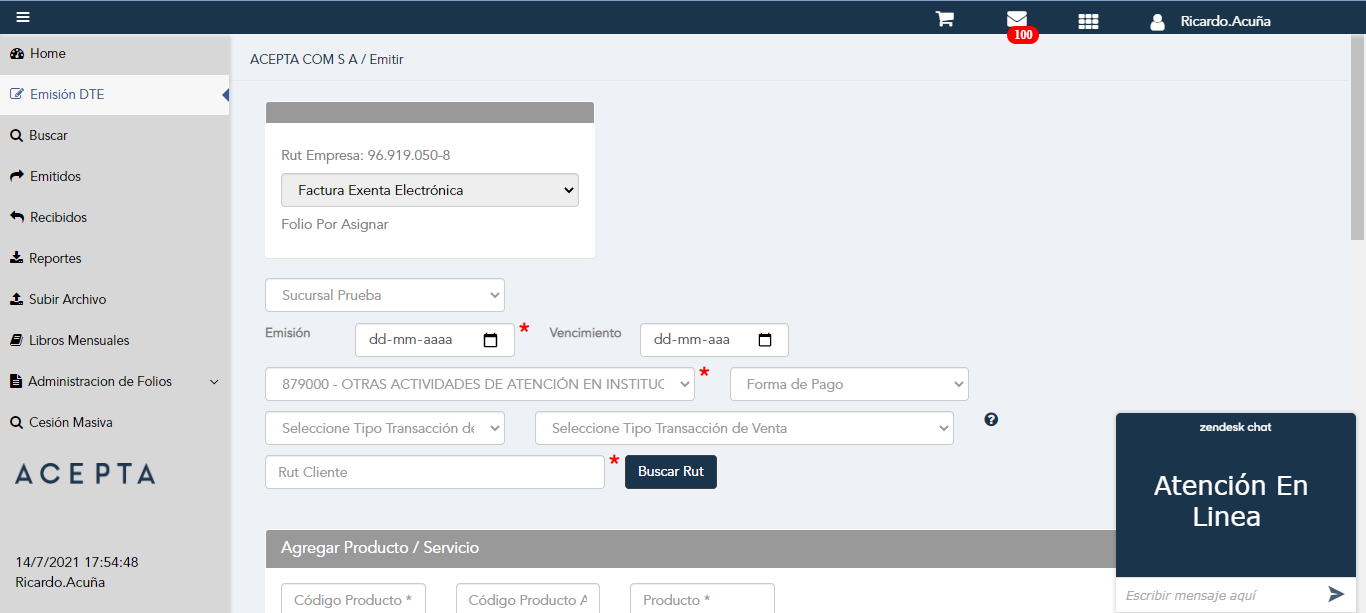 100
Ricardo.Acuña
Home
Emisión DTE
Buscar
Emitidos
Recibidos
Reportes
Subir Archivo
Libros Mensuales
Administracion de Folios
Cesión Masiva
ACEPTA
14/7/2021 17:54:48
Ricardo.Acuña
ACEPTA COM S A / Emitir
Rut Empresa: 96.919.050-8
Factura Exenta Electrónica
Folio Por Asignar
Sucursal Prueba
Emisión dd-mm-aaaa * Vencimiento dd-mm-aaa
879000 - OTRAS ACTIVIDADES DE ATENCIÓN EN INSTITUC * Forma de Pago
Seleccione Tipo Transacción de Seleccione Tipo Transacción de Venta ?
Rut Cliente * Buscar Rut
Agregar Producto / Servicio
Código Producto * Código Producto A Producto *
zendesk chat
Atención En
Linea
Escribir mensaje aquí